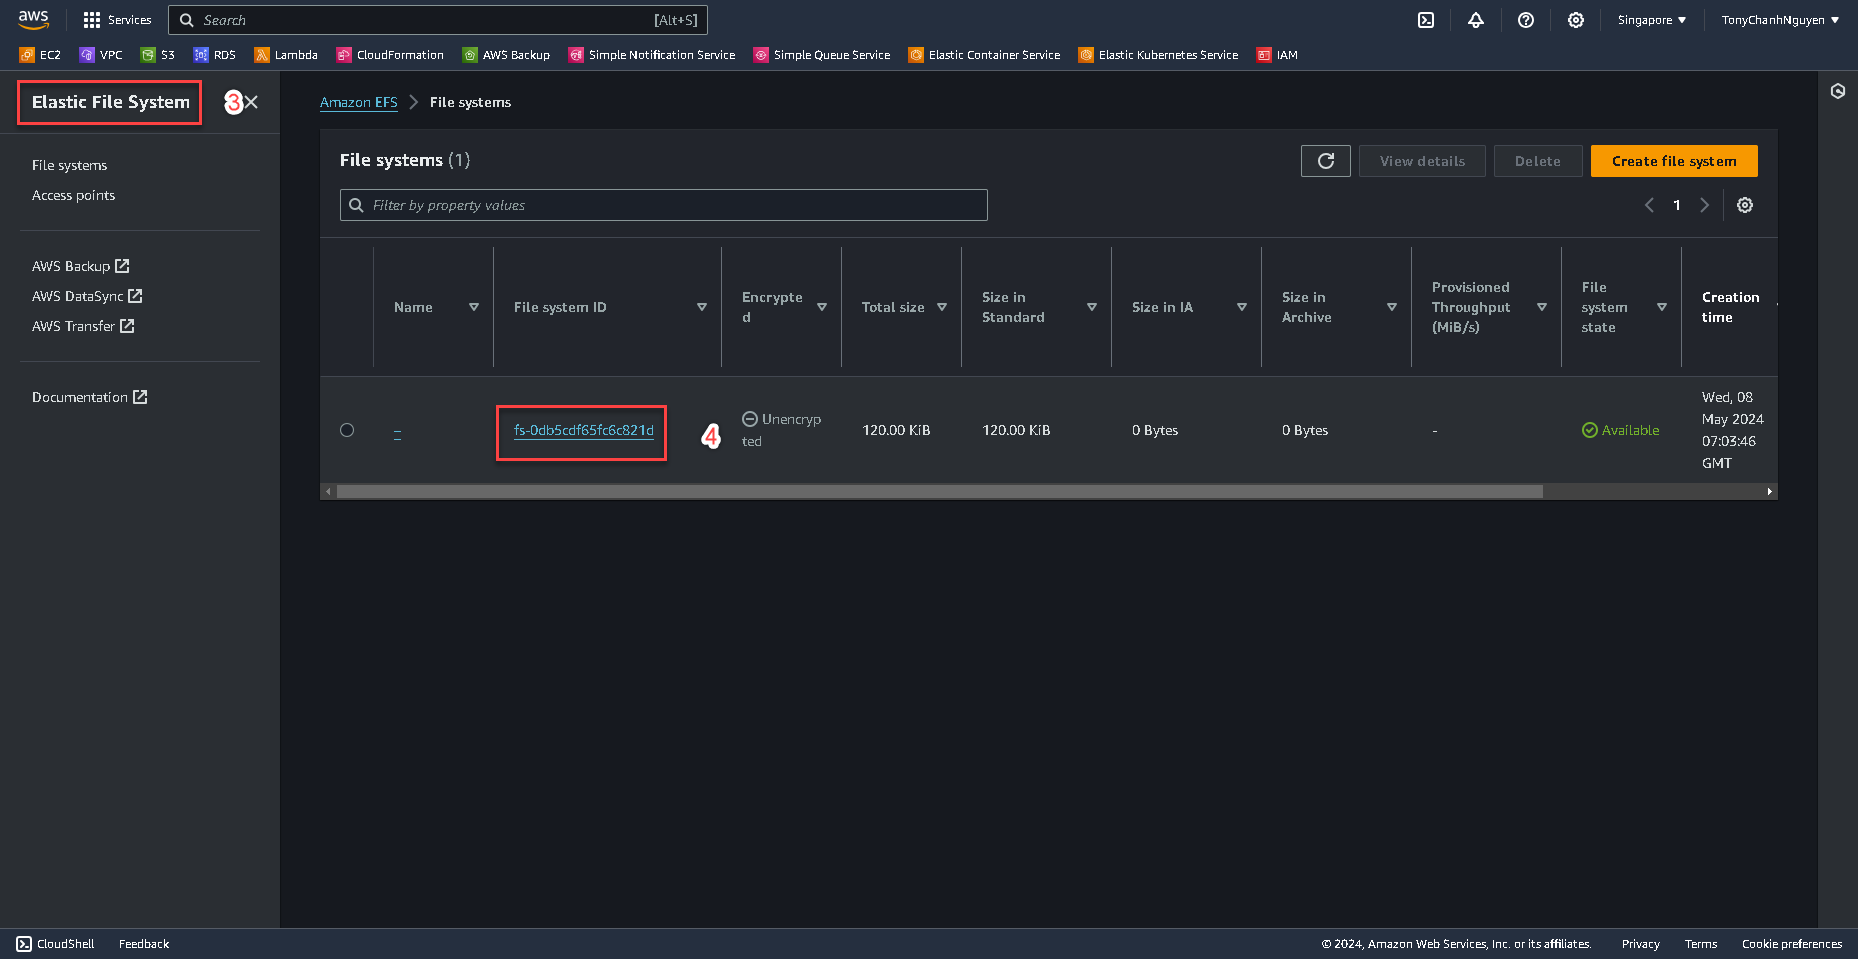 aws Services Search [Alt+S] Singapore TonyChanhNguyen
EC2 VPC S3 RDS Lambda CloudFormation AWS Backup Simple Notification Service Simple Queue Service Elastic Container Service Elastic Kubernetes Service IAM
Elastic File System 3
File systems
Access points
AWS Backup
AWS DataSync
AWS Transfer
Documentation
Amazon EFS File systems
File systems (1)
View details Delete Create file system
Filter by property values
1
Name
File system ID
Encrypte
d
Total size
Size in
Standard
Size in IA
Size in
Archive
Provisioned
Throughput
(MiB/s)
File
system
state
Creation
time
–
fs-0db5cdf65fc6c821d
4
Unencryp
ted
120.00 KiB
120.00 KiB
0 Bytes
0 Bytes
-
Available
Wed, 08
May 2024
07:03:46
GMT
CloudShell Feedback © 2024, Amazon Web Services, Inc. or its affiliates. Privacy Terms Cookie preferences